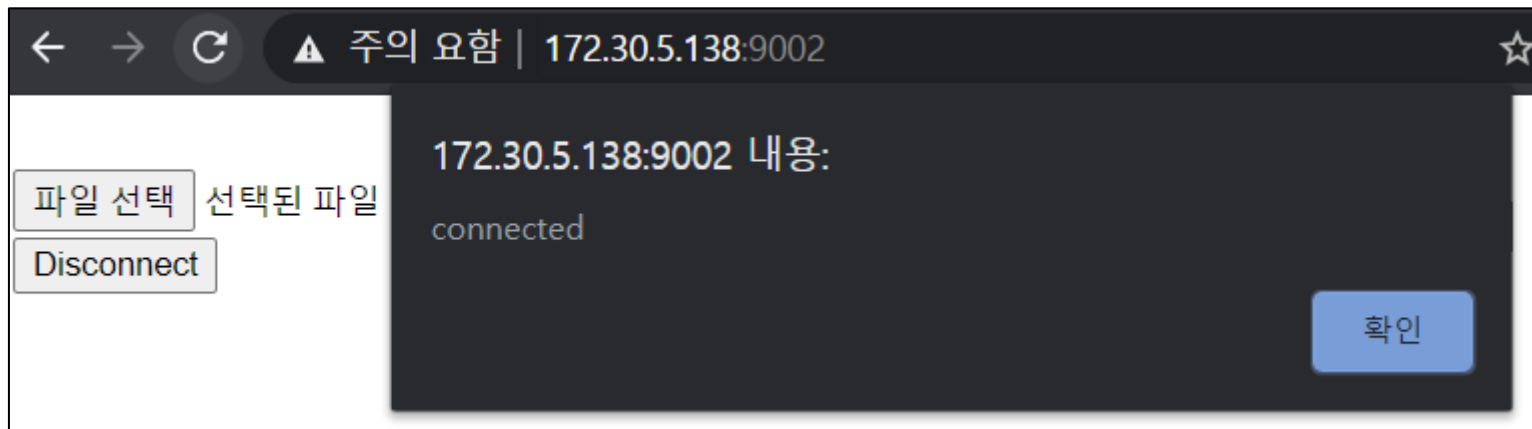 주의 요함 | 172.30.5.138:9002
172.30.5.138:9002 내용:
connected
확인
파일 선택 선택된 파일
Disconnect